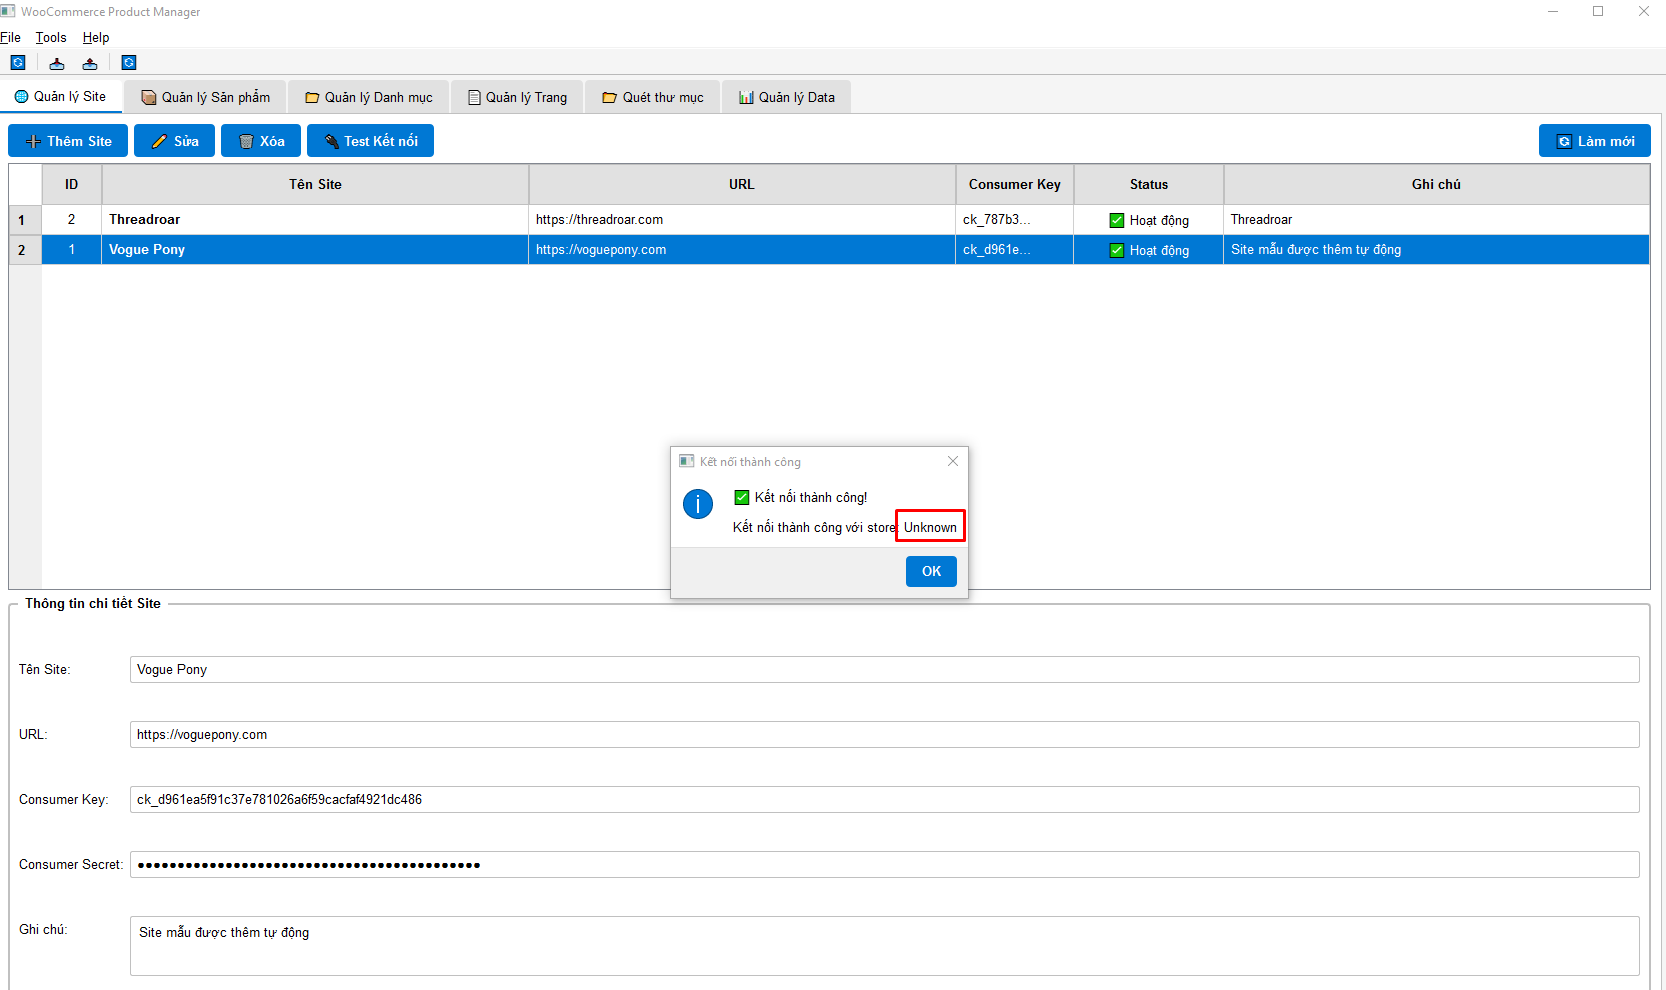 WooCommerce Product Manager
File Tools Help
Quản lý Site Quản lý Sản phẩm Quản lý Danh mục Quản lý Trang Quét thư mục Quản lý Data
Thêm Site Sửa Xóa Test Kết nối Làm mới
ID Tên Site URL Consumer Key Status Ghi chú
1 2 Threadroar https://threadroar.com ck_787b3... Hoạt động Threadroar
2 1 Vogue Pony https://voguepony.com ck_d961e... Hoạt động Site mẫu được thêm tự động
Kết nối thành công
Kết nối thành công!
Kết nối thành công với store: Unknown
OK
Thông tin chi tiết Site
Tên Site: Vogue Pony
URL: https://voguepony.com
Consumer Key: ck_d961ea5f91c37e781026a6f59cacfaf4921dc486
Consumer Secret: ●●●●●●●●●●●●●●●●●●●●●●●●●●●●●●●●●●●●●●●●●●●
Ghi chú: Site mẫu được thêm tự động